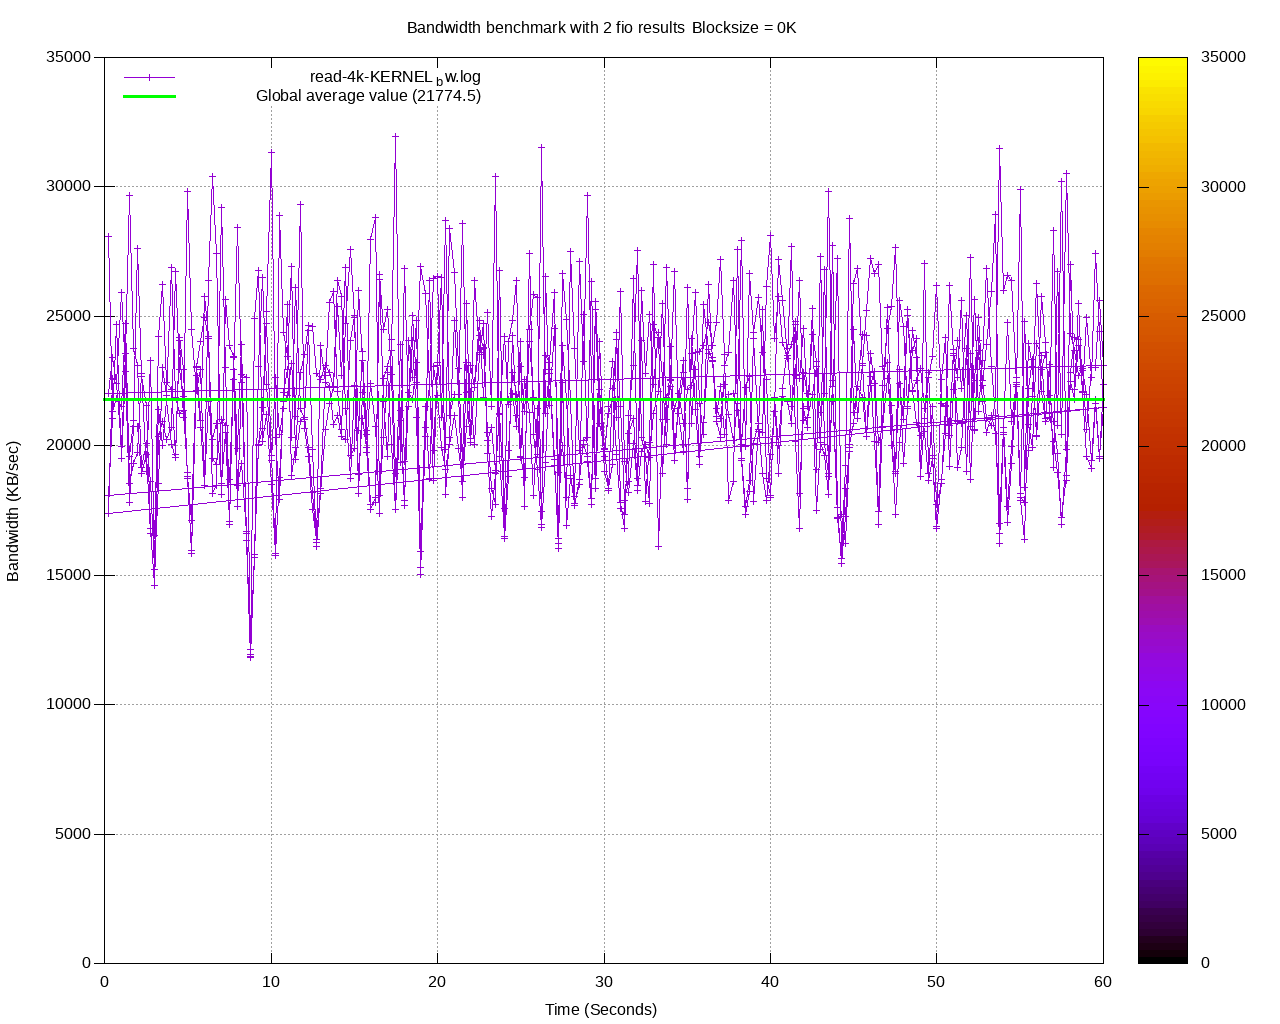 Bandwidth benchmark with 2 fio results Blocksize = 0K
read-4k-KERNEL_bw.log
Global average value (21774.5)
35000
30000
25000
20000
15000
10000
5000
0
Bandwidth (KB/sec)
0 10 20 30 40 50 60
Time (Seconds)
35000
30000
25000
20000
15000
10000
5000
0